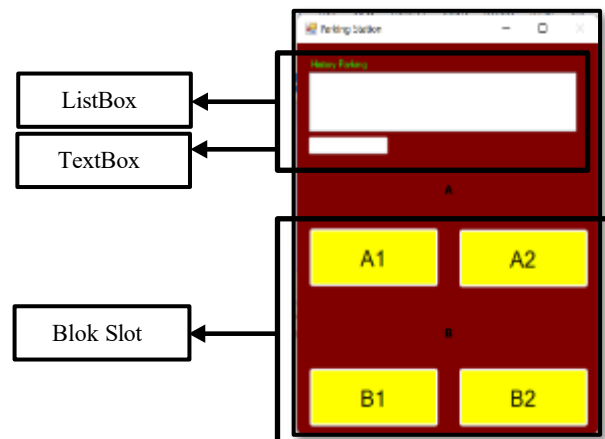 Parking Station
History Parking
ListBox
TextBox
A
A1
A2
Blok Slot
B
B1
B2